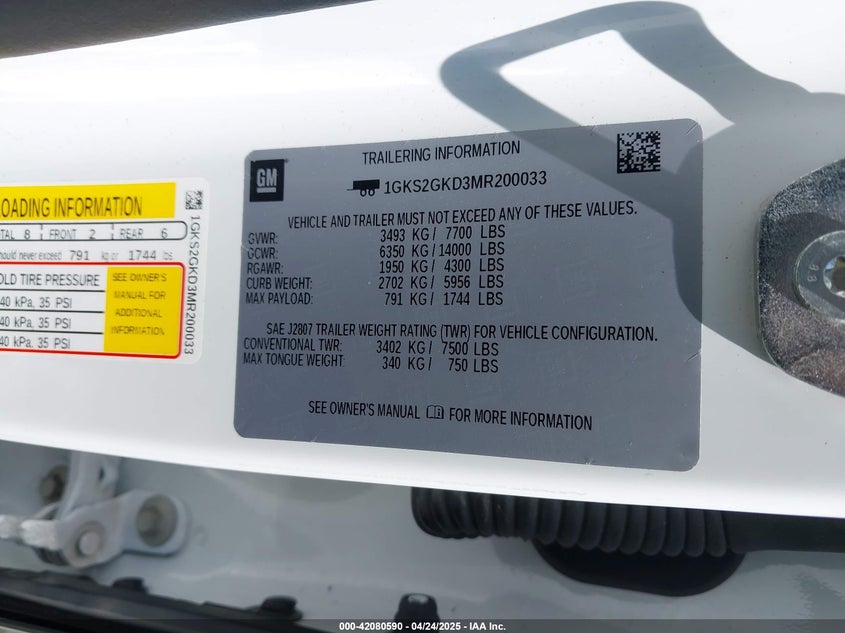 OADING INFORMATION
TAL 8 FRONT 2 REAR 6
ould never exceed 791 kg or 1744 lbs
OLD TIRE PRESSURE
40 kPa, 35 PSI
40 kPa, 35 PSI
40 kPa, 35 PSI
SEE OWNER'S
MANUAL FOR
ADDITIONAL
INFORMATION
1GKS2GKD3MR200033
GM
TRAILERING INFORMATION
1GKS2GKD3MR200033
VEHICLE AND TRAILER MUST NOT EXCEED ANY OF THESE VALUES.
GVWR: 3493 KG/ 7700 LBS
GCWR: 6350 KG/ 14000 LBS
RGAWR: 1950 KG/ 4300 LBS
CURB WEIGHT: 2702 KG/ 5956 LBS
MAX PAYLOAD: 791 KG/ 1744 LBS
SAE J2807 TRAILER WEIGHT RATING (TWR) FOR VEHICLE CONFIGURATION.
CONVENTIONAL TWR: 3402 KG/ 7500 LBS
MAX TONGUE WEIGHT: 340 KG/ 750 LBS
SEE OWNER'S MANUAL FOR MORE INFORMATION
000-42080590 - 04/24/2025 - IAA Inc.